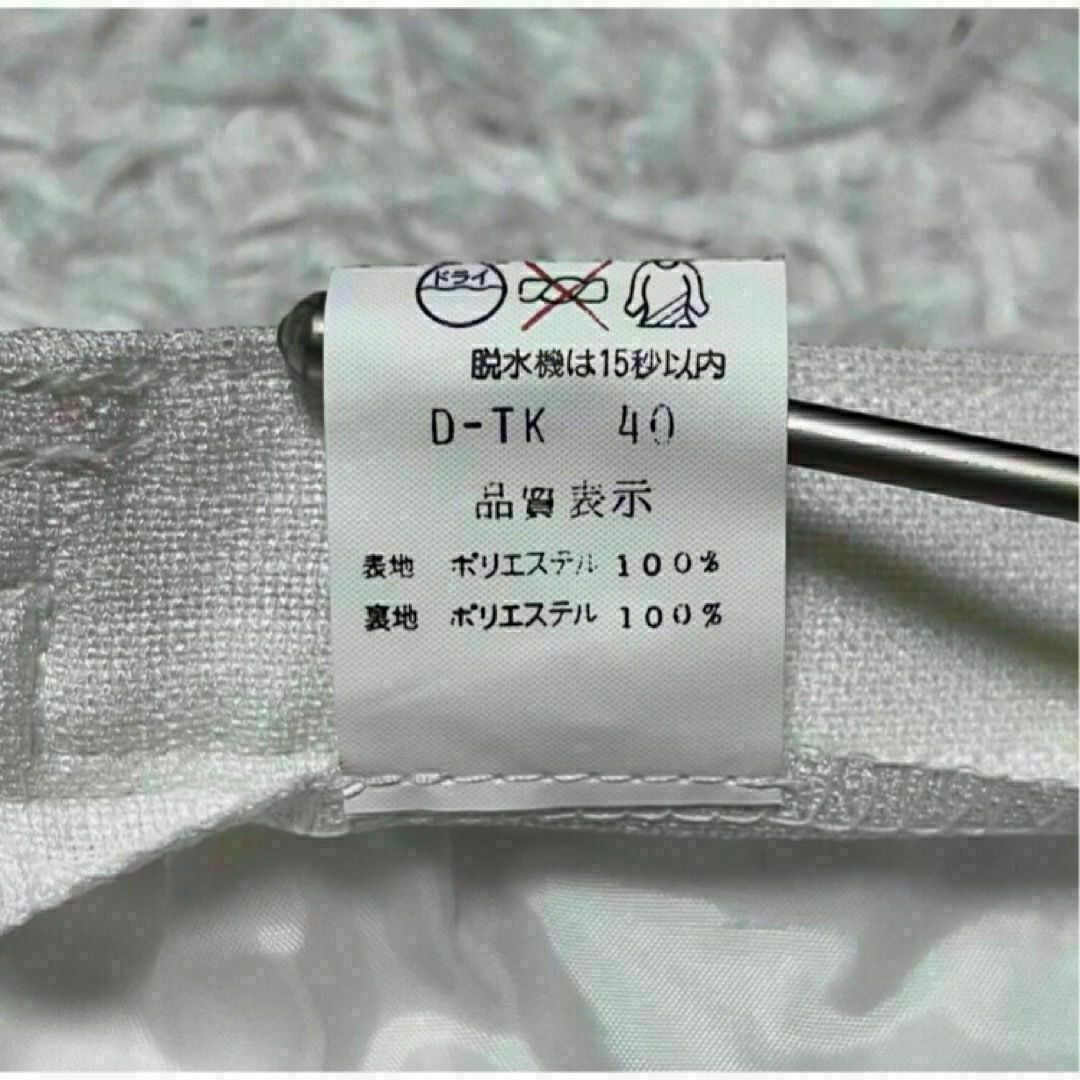 ドライ
脱水機は15秒以内
D-TK 40
品質表示
表地 ポリエステル 100%
裏地 ポリエステル 100%